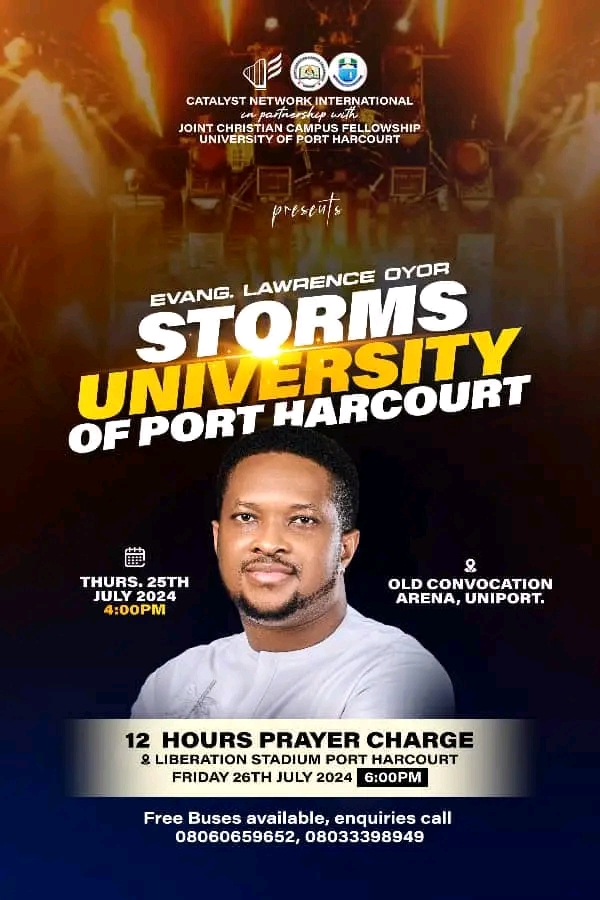 CATALYST NETWORK INTERNATIONAL
in partnership with
JOINT CHRISTIAN CAMPUS FELLOWSHIP
UNIVERSITY OF PORT HARCOURT
presents
EVANG. LAWRENCE OYOR
STORMS
UNIVERSITY
OF PORT HARCOURT
THURS. 25TH
JULY 2024
4:00PM
OLD CONVOCATION
ARENA, UNIPORT.
12 HOURS PRAYER CHARGE
& LIBERATION STADIUM PORT HARCOURT
FRIDAY 26TH JULY 2024 6:00PM
Free Buses available, enquiries call
08060659652, 08033398949